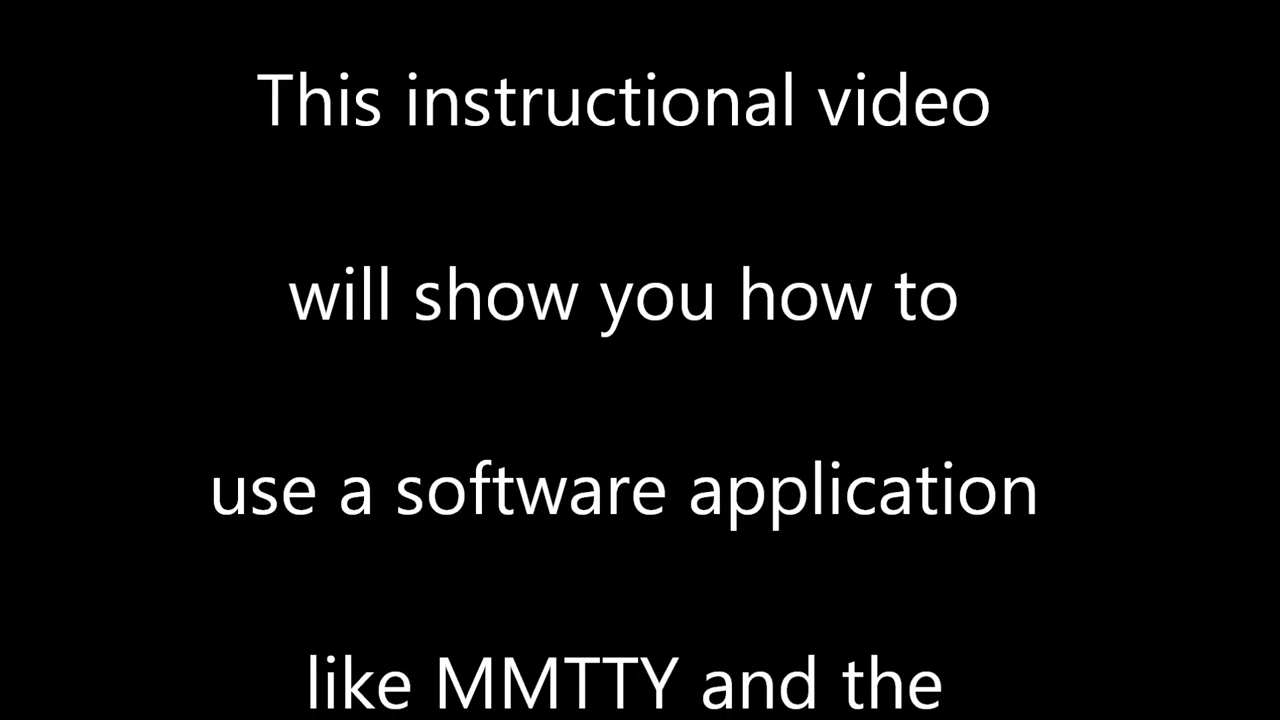 This instructional video
will show you how to
use a software application
like MMTTY and the